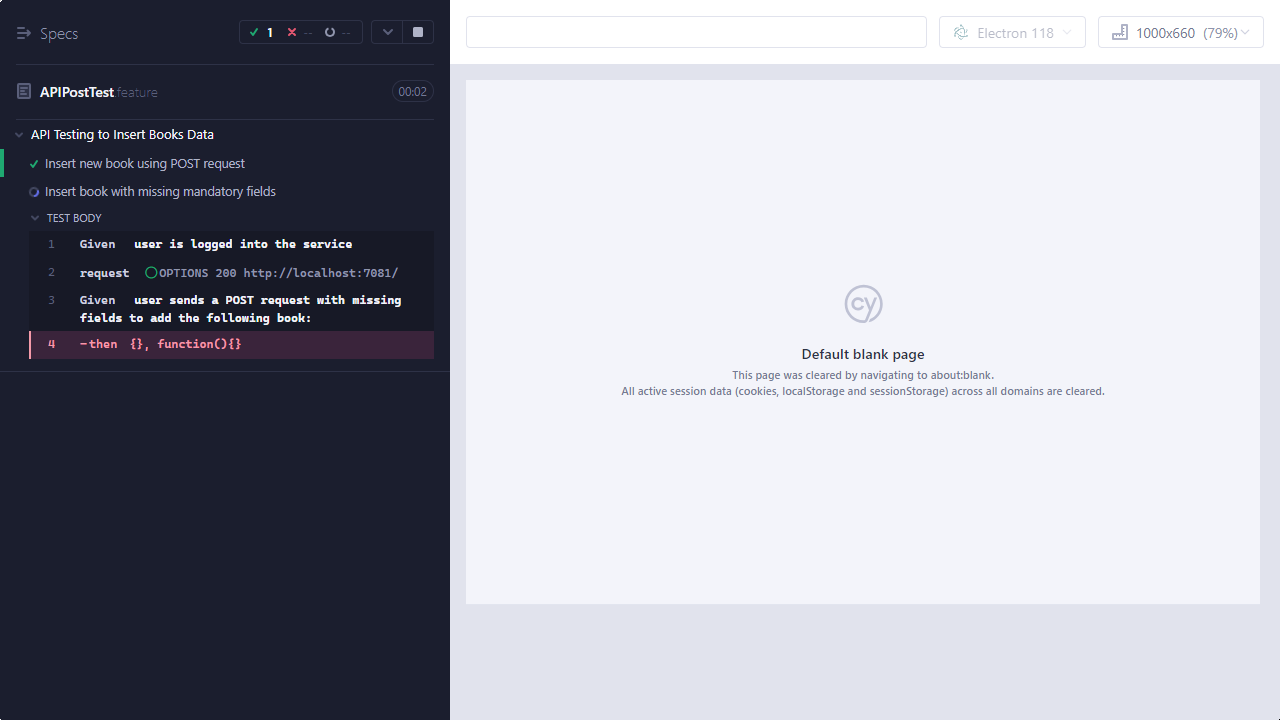 Specs
1 -- --
APIPostTest.feature 00:02
API Testing to Insert Books Data
Insert new book using POST request
Insert book with missing mandatory fields
TEST BODY
1 Given user is logged into the service
2 request OPTIONS 200 http://localhost:7081/
3 Given user sends a POST request with missing
fields to add the following book:
4 -then {}, function(){}
Electron 118
1000x660 (79%)
cy
Default blank page
This page was cleared by navigating to about:blank.
All active session data (cookies, localStorage and sessionStorage) across all domains are cleared.